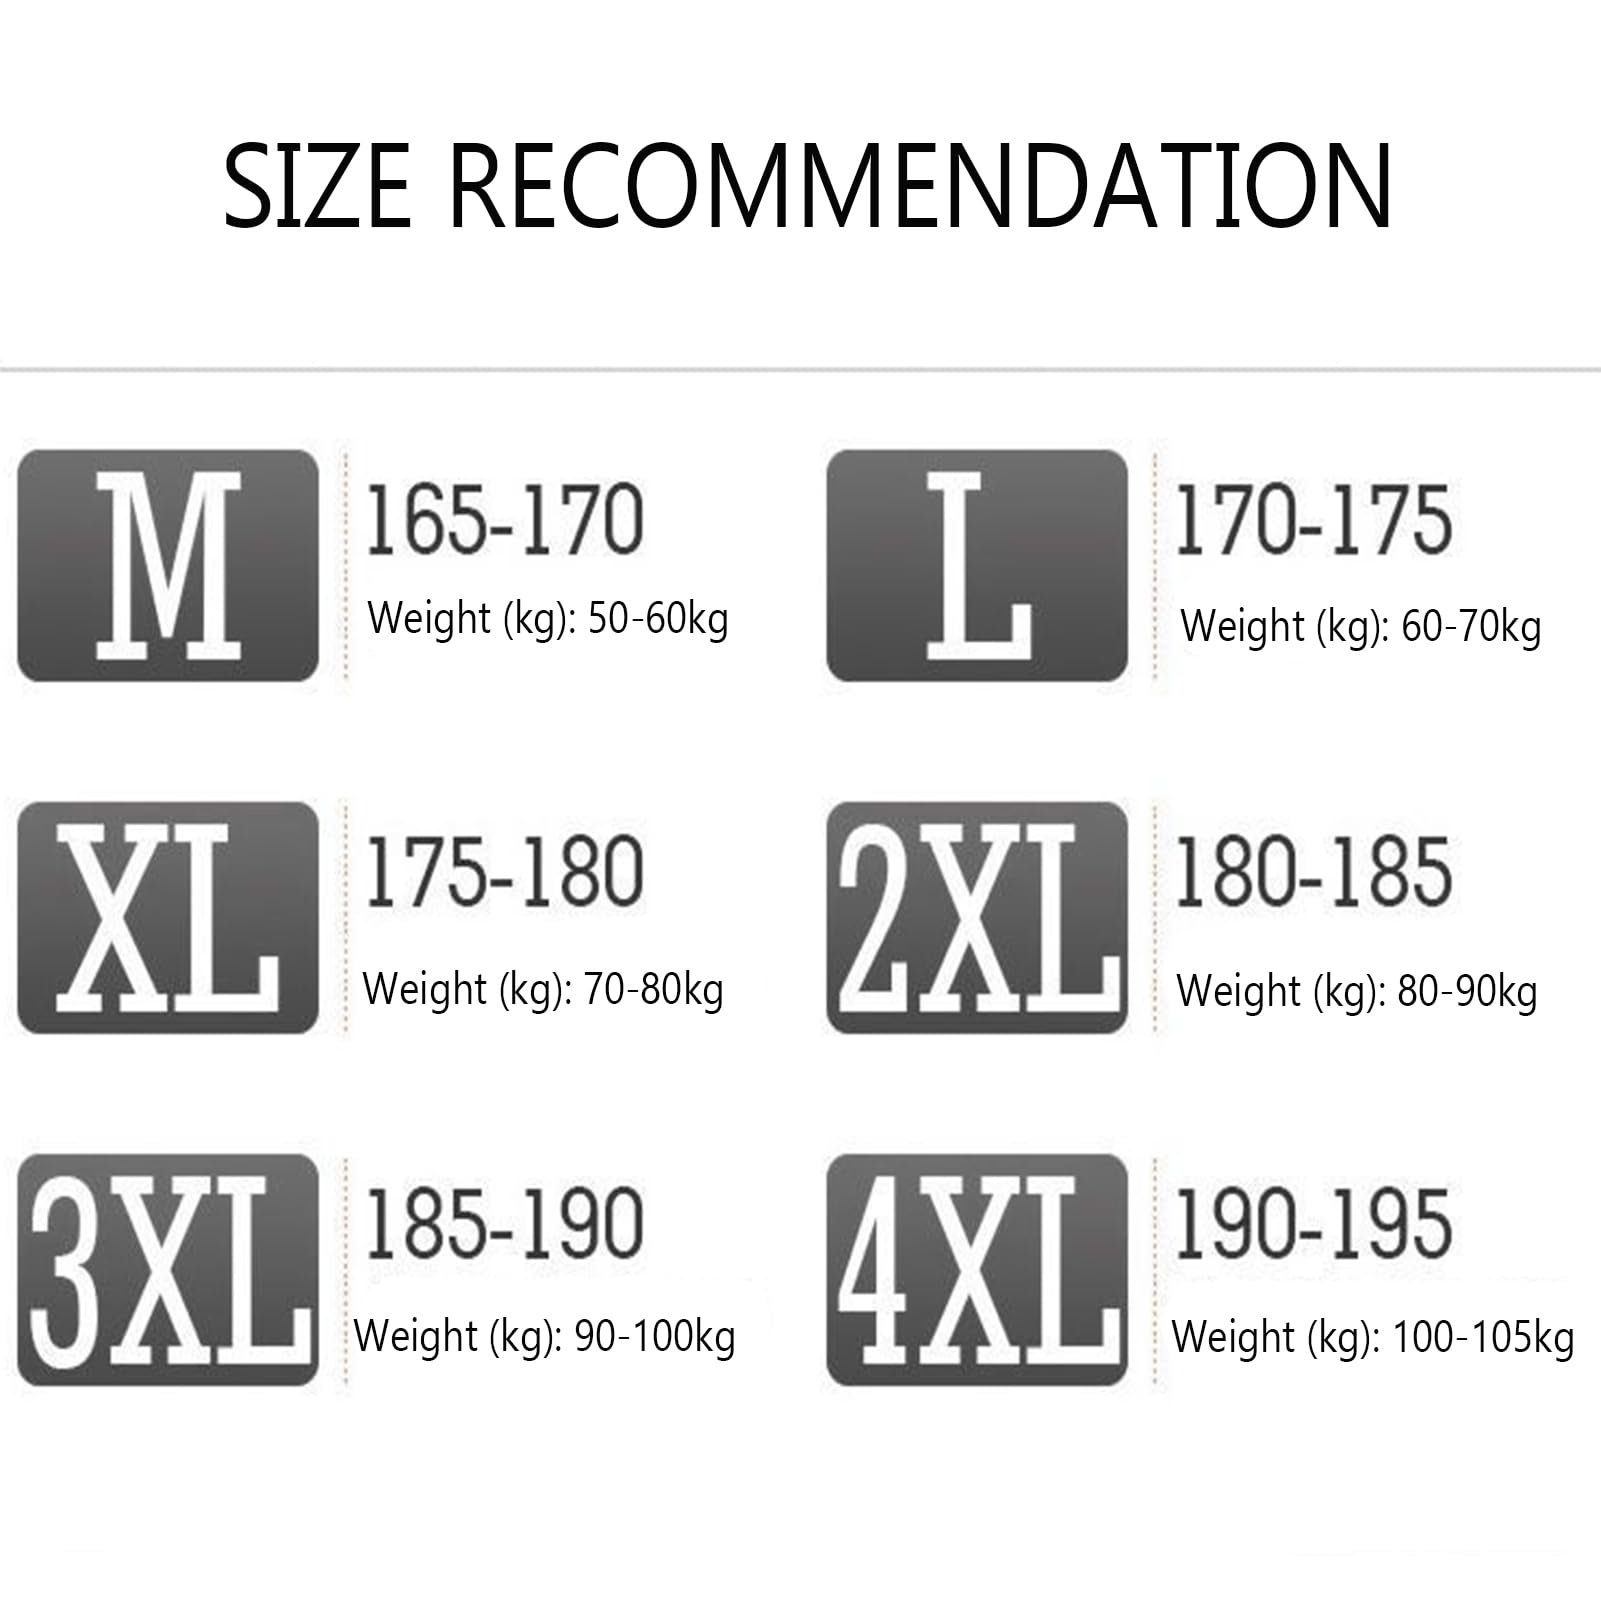 SIZE RECOMMENDATION
M
165-170
Weight (kg): 50-60kg
L
170-175
Weight (kg): 60-70kg
XL
175-180
Weight (kg): 70-80kg
2XL
180-185
Weight (kg): 80-90kg
3XL
185-190
Weight (kg): 90-100kg
4XL
190-195
Weight (kg): 100-105kg